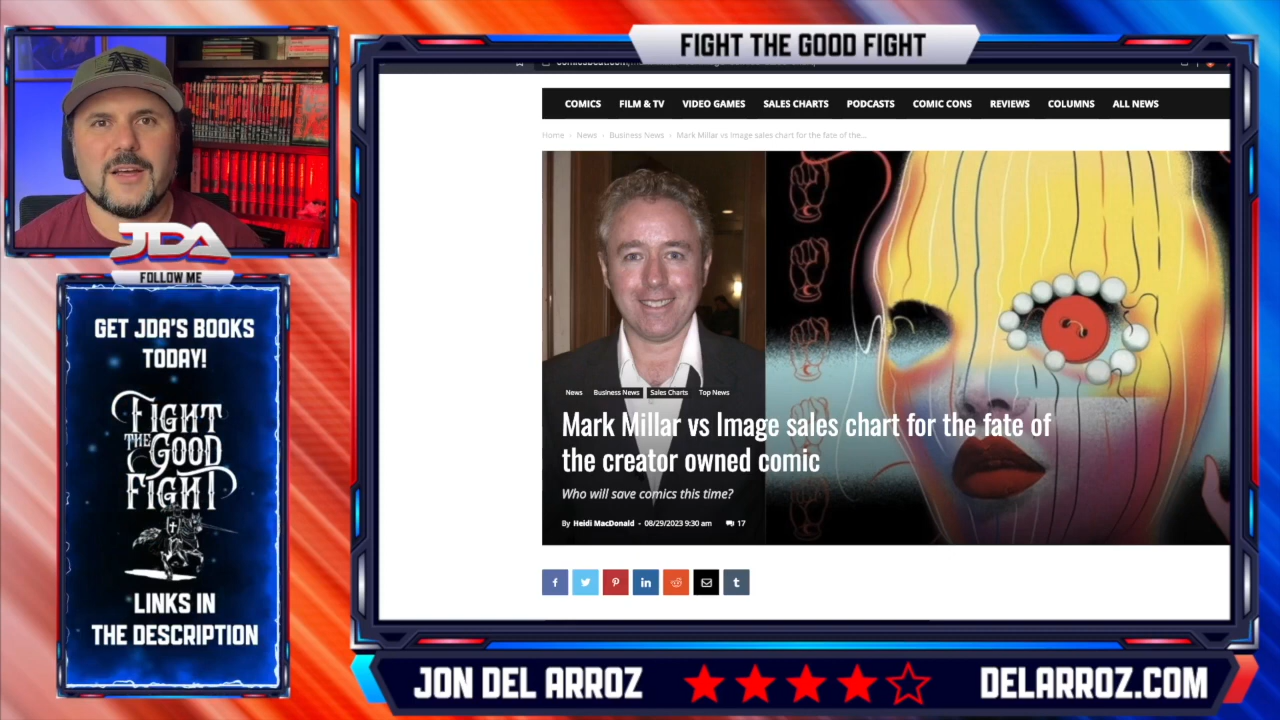 FIGHT THE GOOD FIGHT
COMICS FILM & TV VIDEO GAMES SALES CHARTS PODCASTS COMIC CONS REVIEWS COLUMNS ALL NEWS
Home › News › Business News › Mark Millar vs Image sales chart for the fate of the...
JDA
FOLLOW ME
GET JDA'S BOOKS
TODAY!
FIGHT
THE
GOOD
FIGHT
LINKS IN
THE DESCRIPTION
News Business News Sales Charts Top News
Mark Millar vs Image sales chart for the fate of
the creator owned comic
Who will save comics this time?
By Heidi MacDonald - 08/29/2023 9:30 am 17
JON DEL ARROZ
DELARROZ.COM